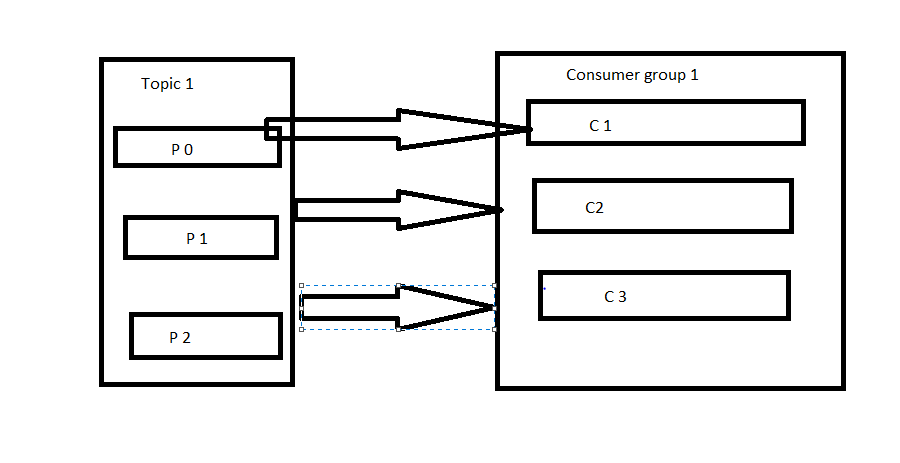 Topic 1
Consumer group 1
P 0
C 1
P 1
C2
P 2
C 3